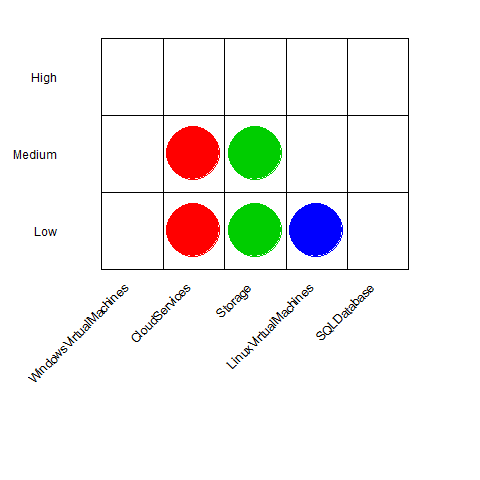 High
Medium
Low
WindowsVirtualMachines
CloudServices
Storage
LinuxVirtualMachines
SQLDatabase